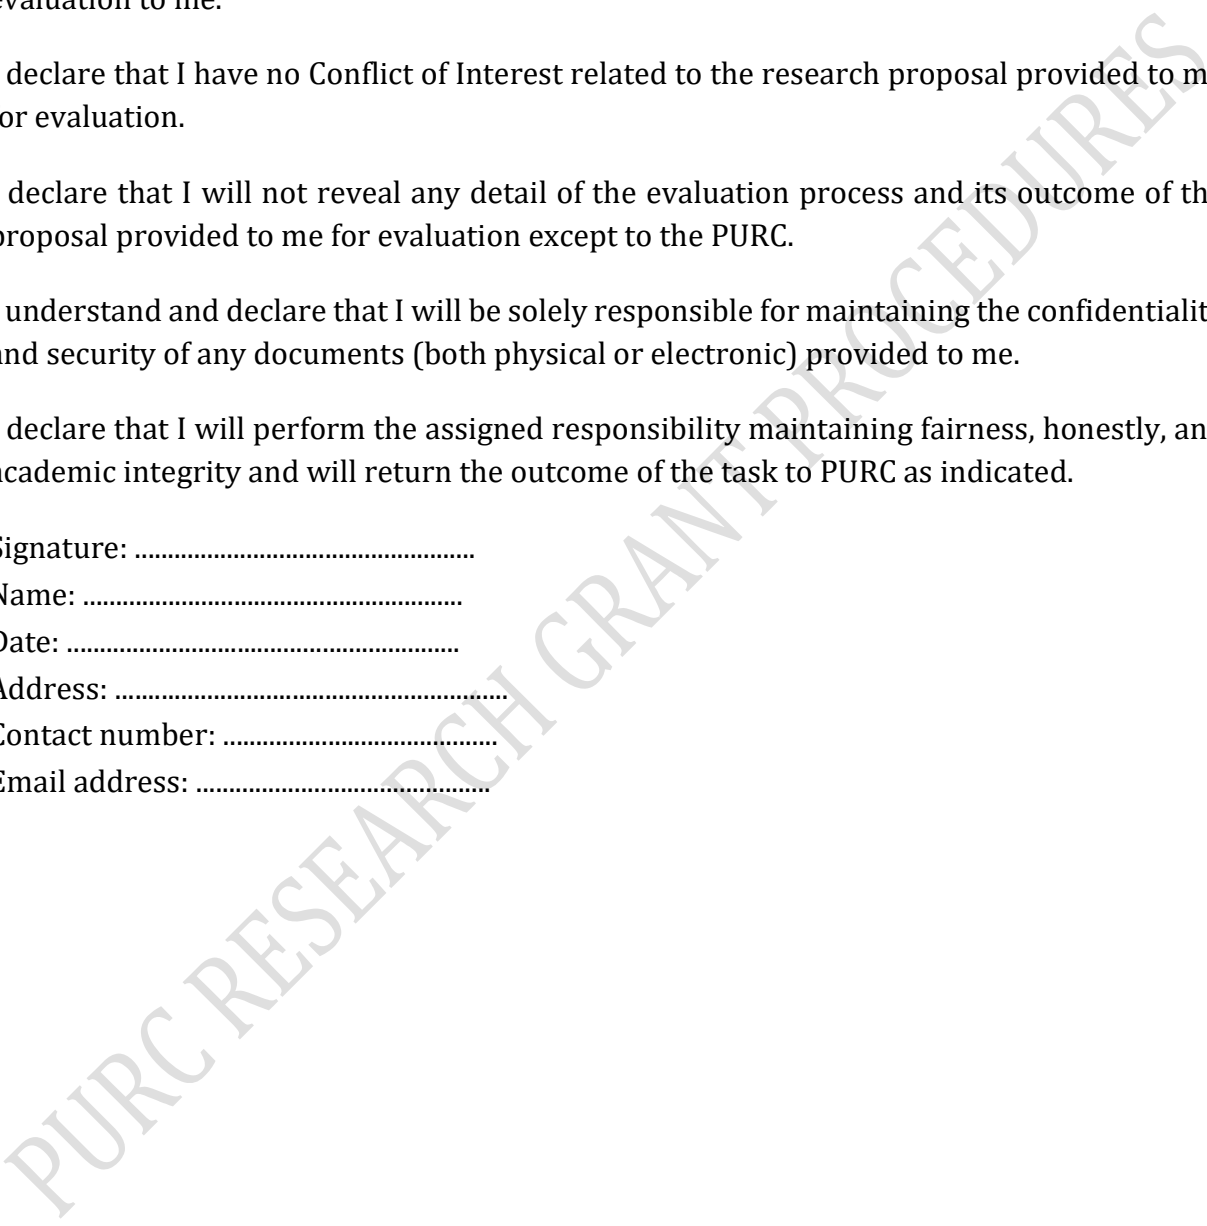 evaluation to me.
declare that I have no Conflict of Interest related to the research proposal provided to m
for evaluation.
declare that I will not reveal any detail of the evaluation process and its outcome of th
proposal provided to me for evaluation except to the PURC.
understand and declare that I will be solely responsible for maintaining the confidentialit
and security of any documents (both physical or electronic) provided to me.
declare that I will perform the assigned responsibility maintaining fairness, honestly, an
academic integrity and will return the outcome of the task to PURC as indicated.
Signature: ....................................................
Name: ..........................................................
Date: ............................................................
Address: ............................................................
Contact number: ..........................................
Email address: .............................................
PURC RESEARCH GRANT PROCEDURES